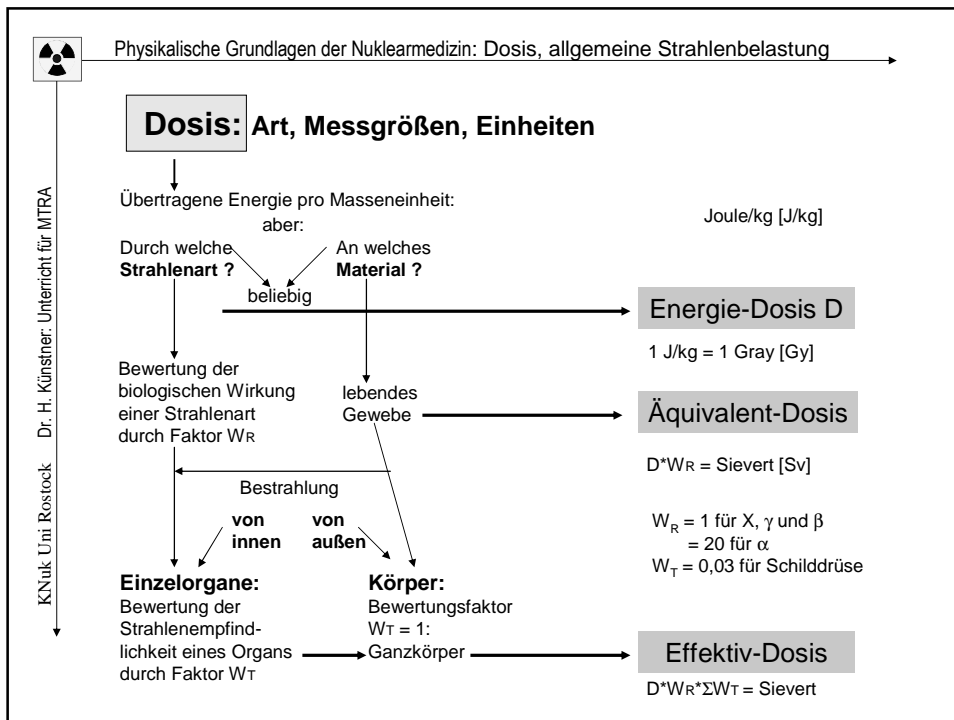 Physikalische Grundlagen der Nuklearmedizin: Dosis, allgemeine Strahlenbelastung
Dosis: Art, Messgrößen, Einheiten
Übertragene Energie pro Masseneinheit:
aber:
Joule/kg [J/kg]
Durch welche
Strahlenart ?
An welches
Material ?
beliebig
Energie-Dosis D
1 J/kg = 1 Gray [Gy]
Bewertung der
biologischen Wirkung
einer Strahlenart
durch Faktor WR
lebendes
Gewebe
Äquivalent-Dosis
D*WR = Sievert [Sv]
Bestrahlung
von
innen
von
außen
WR = 1 für X, γ und β
= 20 für α
WT = 0,03 für Schilddrüse
Einzelorgane:
Bewertung der
Strahlenempfind-
lichkeit eines Organs
durch Faktor WT
Körper:
Bewertungsfaktor
WT = 1:
Ganzkörper
Effektiv-Dosis
D*WR*ΣWT = Sievert
KNuk Uni Rostock Dr. H. Künstner: Unterricht für MTRA